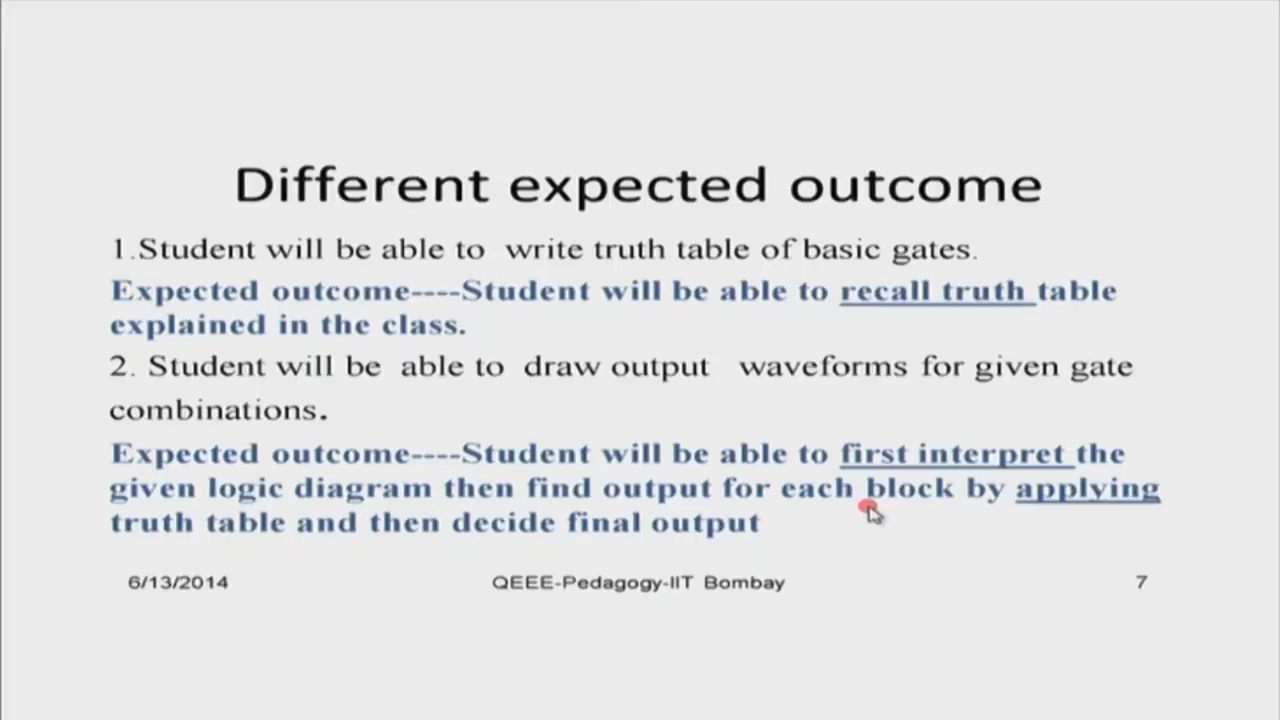 Different expected outcome
1.Student will be able to write truth table of basic gates.
Expected outcome----Student will be able to recall truth table
explained in the class.
2. Student will be able to draw output waveforms for given gate
combinations.
Expected outcome----Student will be able to first interpret the
given logic diagram then find output for each block by applying
truth table and then decide final output
6/13/2014 QEEE-Pedagogy-IIT Bombay 7